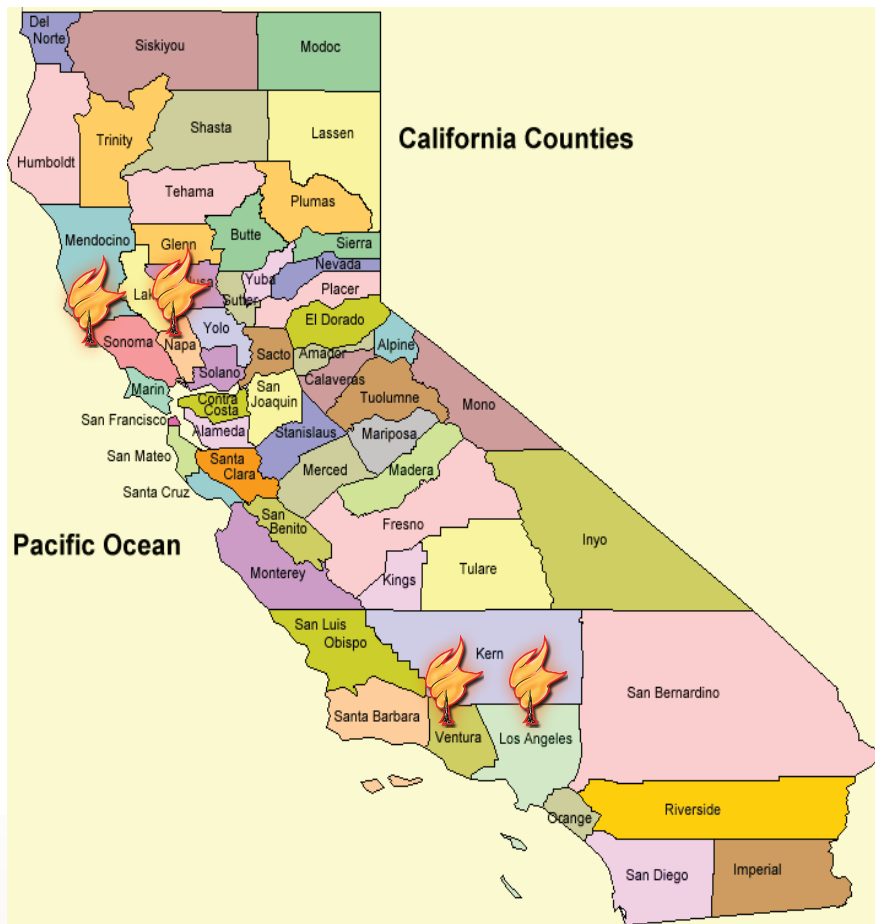 Del
Norte
Siskiyou
Modoc
Trinity
Shasta
Lassen
California Counties
Humboldt
Tehama
Plumas
Mendocino
Glenn
Butte
Sierra
Nevada
Yuba
Placer
Sutter
El Dorado
Sonoma
Napa
Yolo
Sacto
Amador
Alpine
Solano
Calaveras
Marin
Contra
Costa
San
Joaquin
Tuolumne
Mono
San Francisco
Alameda
Stanislaus
Mariposa
San Mateo
Santa
Clara
Merced
Madera
Santa Cruz
San
Benito
Fresno
Inyo
Pacific Ocean
Monterey
Kings
Tulare
San Luis
Obispo
Kern
San Bernardino
Santa Barbara
Ventura
Los Angeles
Orange
Riverside
San Diego
Imperial